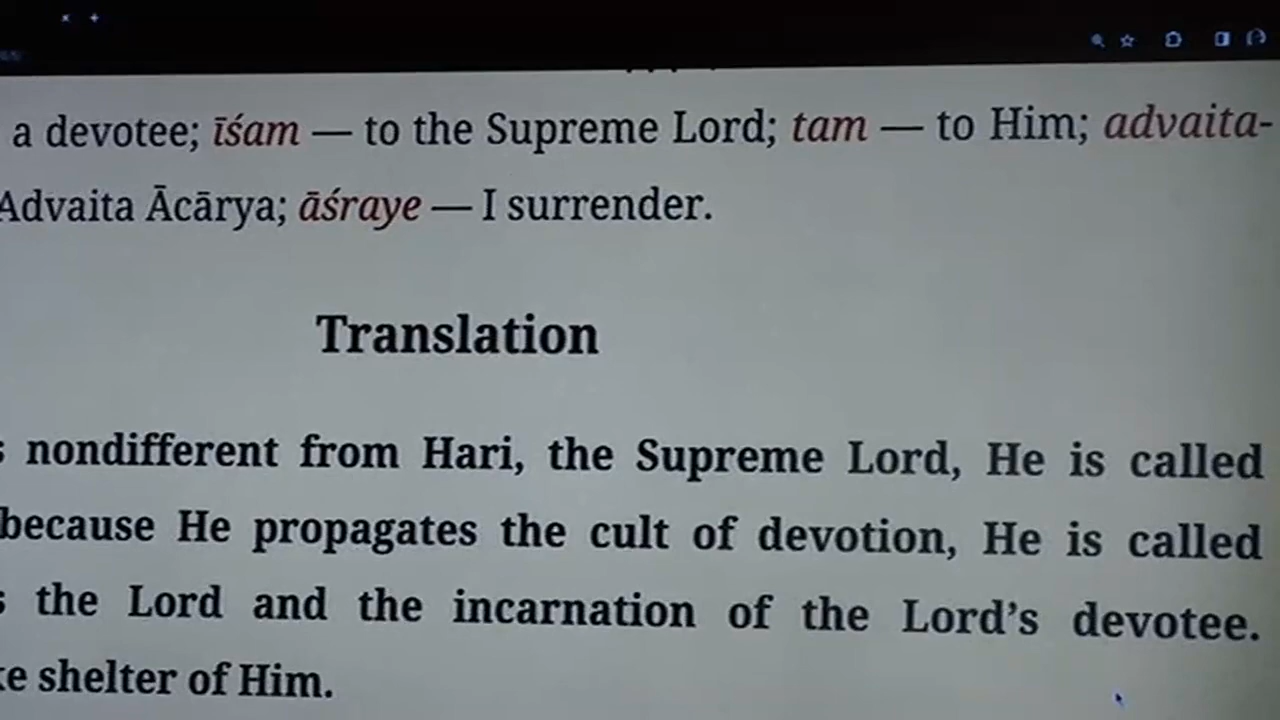 a devotee; īśam — to the Supreme Lord; tam — to Him; advaita-
Advaita Ācārya; āśraye — I surrender.
Translation
nondifferent from Hari, the Supreme Lord, He is called
because He propagates the cult of devotion, He is called
the Lord and the incarnation of the Lord’s devotee.
shelter of Him.